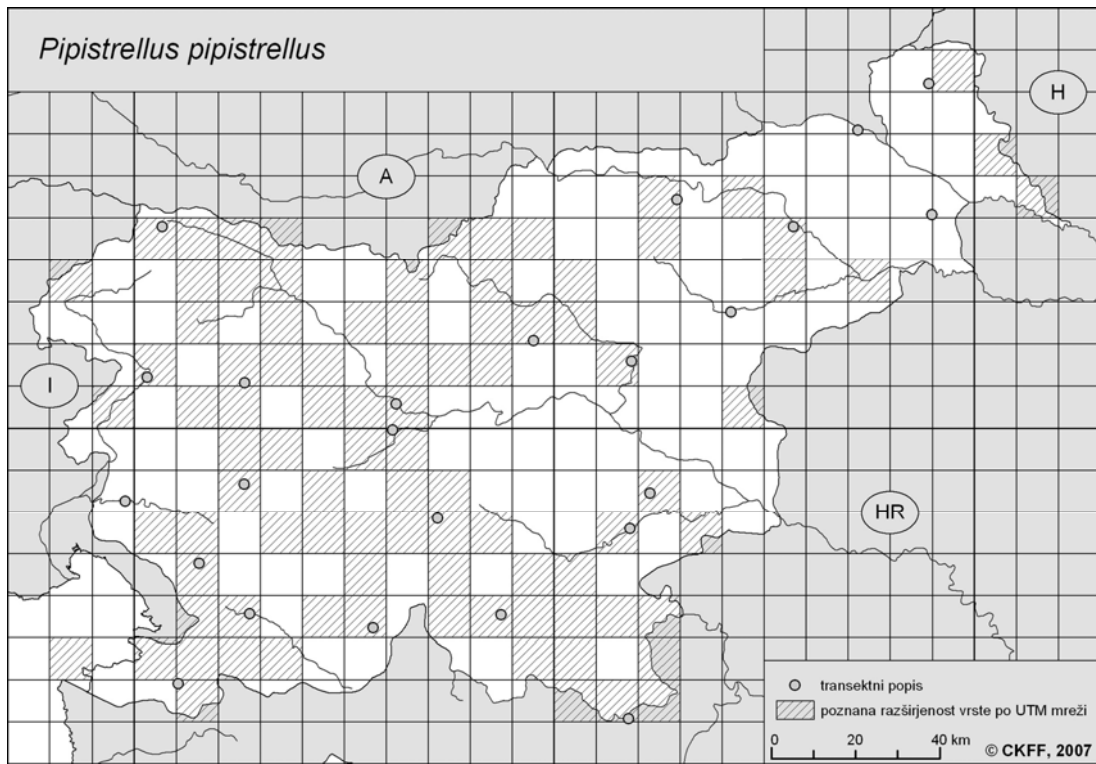 Pipistrellus pipistrellus
H
A
I
HR
transektni popis
poznana razširjenost vrste po UTM mreži
0 20 40 km
© CKFF, 2007